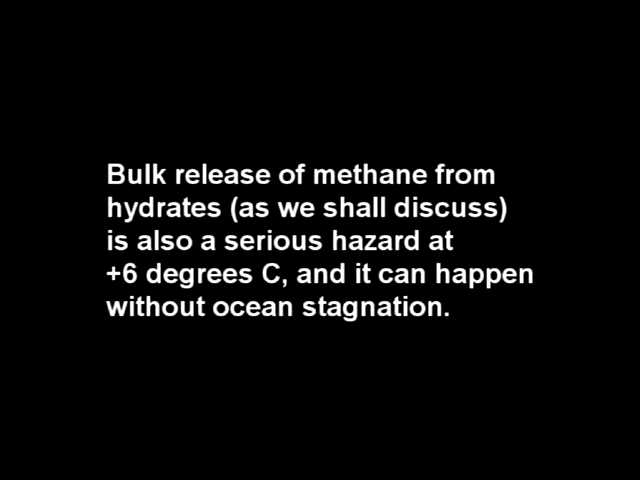 Bulk release of methane from
hydrates (as we shall discuss)
is also a serious hazard at
+6 degrees C, and it can happen
without ocean stagnation.